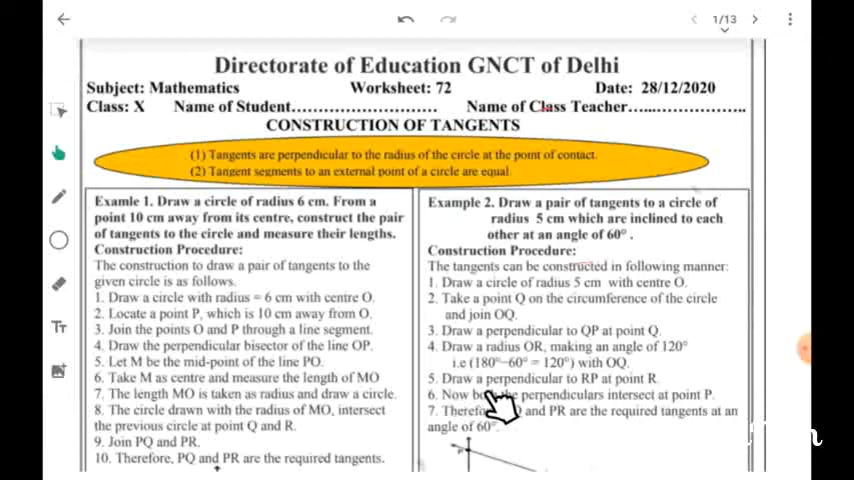 1/13
Directorate of Education GNCT of Delhi
Subject: Mathematics Worksheet: 72 Date: 28/12/2020
Class: X Name of Student………………………… Name of Class Teacher…...………………..
CONSTRUCTION OF TANGENTS
(1) Tangents are perpendicular to the radius of the circle at the point of contact.
(2) Tangent segments to an external point of a circle are equal.
Examle 1. Draw a circle of radius 6 cm. From a
point 10 cm away from its centre, construct the pair
of tangents to the circle and measure their lengths.
Construction Procedure:
The construction to draw a pair of tangents to the
given circle is as follows.
1. Draw a circle with radius = 6 cm with centre O.
2. Locate a point P, which is 10 cm away from O.
3. Join the points O and P through a line segment.
4. Draw the perpendicular bisector of the line OP.
5. Let M be the mid-point of the line PO.
6. Take M as centre and measure the length of MO
7. The length MO is taken as radius and draw a circle.
8. The circle drawn with the radius of MO, intersect
the previous circle at point Q and R.
9. Join PQ and PR.
10. Therefore, PQ and PR are the required tangents.
Example 2. Draw a pair of tangents to a circle of
radius 5 cm which are inclined to each
other at an angle of 60° .
Construction Procedure:
The tangents can be constructed in following manner:
1. Draw a circle of radius 5 cm with centre O.
2. Take a point Q on the circumference of the circle
and join OQ.
3. Draw a perpendicular to QP at point Q.
4. Draw a radius OR, making an angle of 120°
i.e (180°−60° = 120°) with OQ.
5. Draw a perpendicular to RP at point R.
6. Now the perpendiculars intersect at point P.
7. and PR are the required tangents at an
angle of 60°.
P
Tт